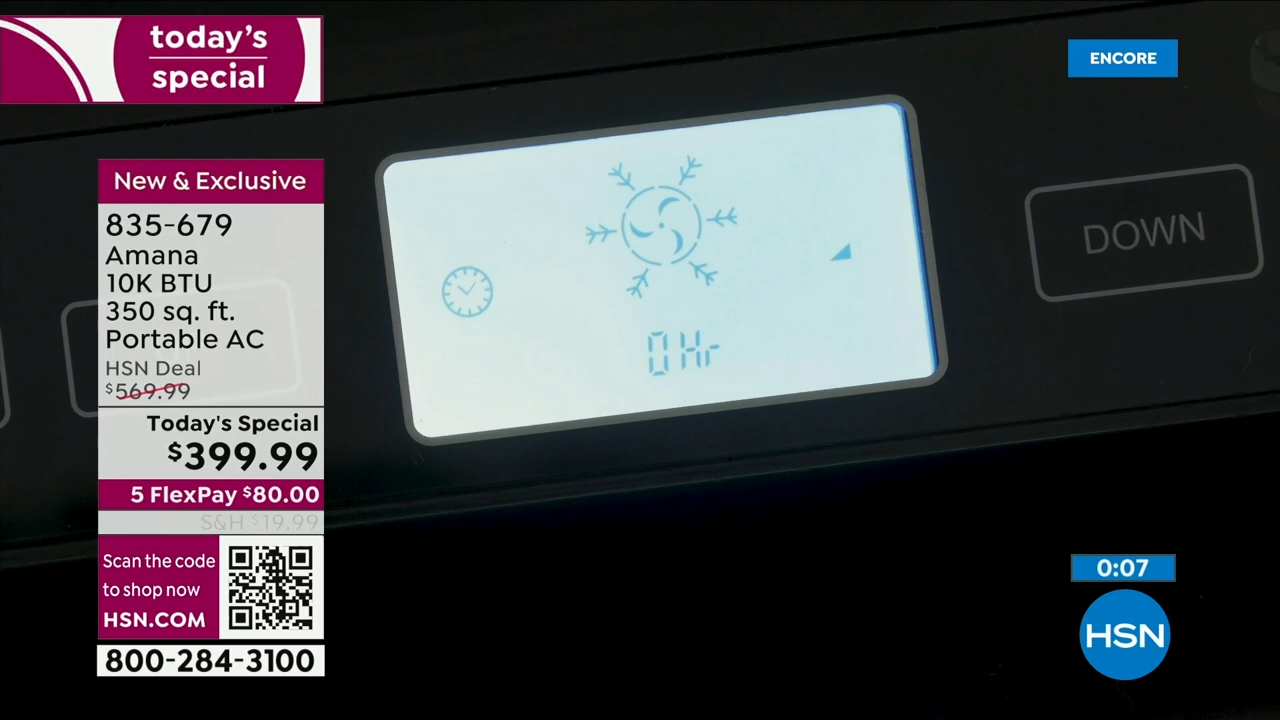 today's
special
ENCORE
New & Exclusive
835-679
Amana
10K BTU
350 sq. ft.
Portable AC
HSN Deal
$569.99
Today's Special
$399.99
5 FlexPay $80.00
S&H $19.99
Scan the code
to shop now
HSN.COM
800-284-3100
0Hr
DOWN
0:07
HSN